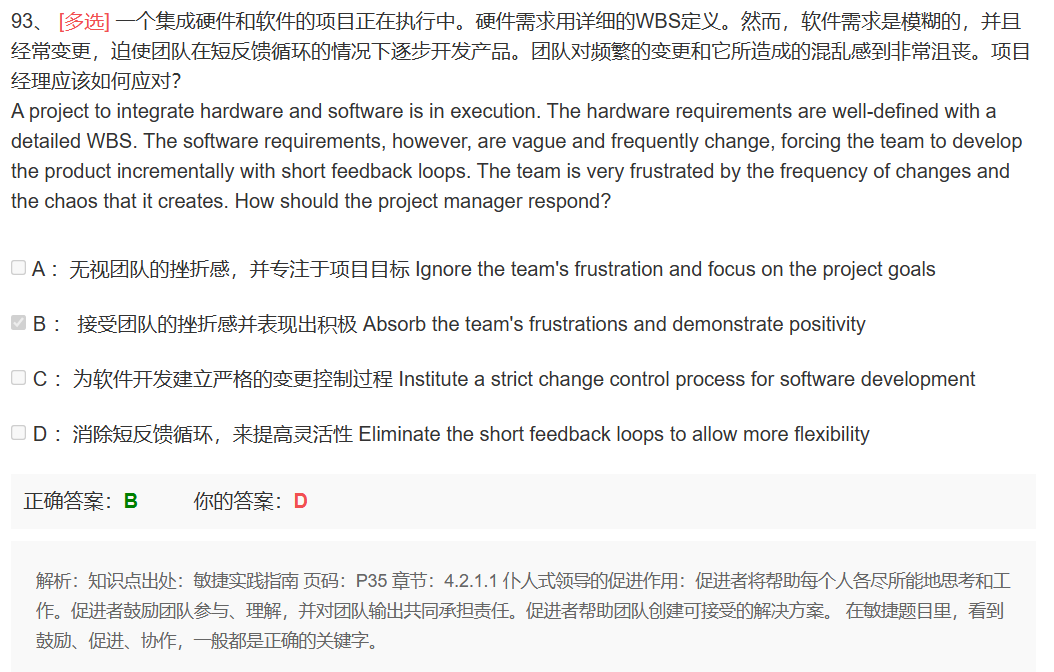 93、 [多选] 一个集成硬件和软件的项目正在执行中。硬件需求用详细的WBS定义。然而，软件需求是模糊的，并且
经常变更，迫使团队在短反馈循环的情况下逐步开发产品。团队对频繁的变更和它所造成的混乱感到非常沮丧。项目
经理应该如何应对?
A project to integrate hardware and software is in execution. The hardware requirements are well-defined with a
detailed WBS. The software requirements, however, are vague and frequently change, forcing the team to develop
the product incrementally with short feedback loops. The team is very frustrated by the frequency of changes and
the chaos that it creates. How should the project manager respond?
A： 无视团队的挫折感，并专注于项目目标 Ignore the team's frustration and focus on the project goals
B： 接受团队的挫折感并表现出积极 Absorb the team's frustrations and demonstrate positivity
C： 为软件开发建立严格的变更控制过程 Institute a strict change control process for software development
D： 消除短反馈循环，来提高灵活性 Eliminate the short feedback loops to allow more flexibility
正确答案：B 你的答案：D
解析：知识点出处：敏捷实践指南 页码：P35 章节：4.2.1.1 仆人式领导的促进作用：促进者将帮助每个人各尽所能地思考和工
作。促进者鼓励团队参与、理解，并对团队输出共同承担责任。促进者帮助团队创建可接受的解决方案。 在敏捷题目里，看到
鼓励、促进、协作，一般都是正确的关键字。